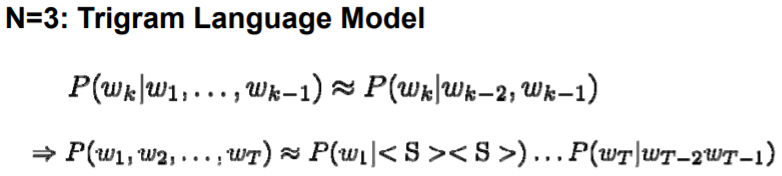 N=3: Trigram Language Model
P(w_k|w_1, ..., w_{k-1}) ≈ P(w_k|w_{k-2}, w_{k-1})
⇒ P(w_1, w_2, ..., w_T) ≈ P(w_1|< S >< S >) ... P(w_T|w_{T-2}w_{T-1})